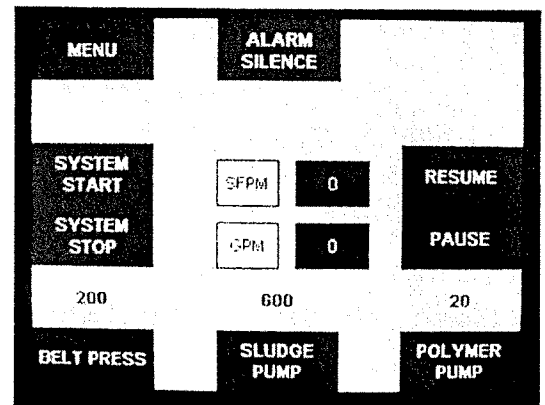 MENU
ALARM
SILENCE
SYSTEM
START
SFPM 0
RESUME
SYSTEM
STOP
GPM 0
PAUSE
200 600 20
BELT PRESS
SLUDGE
PUMP
POLYMER
PUMP